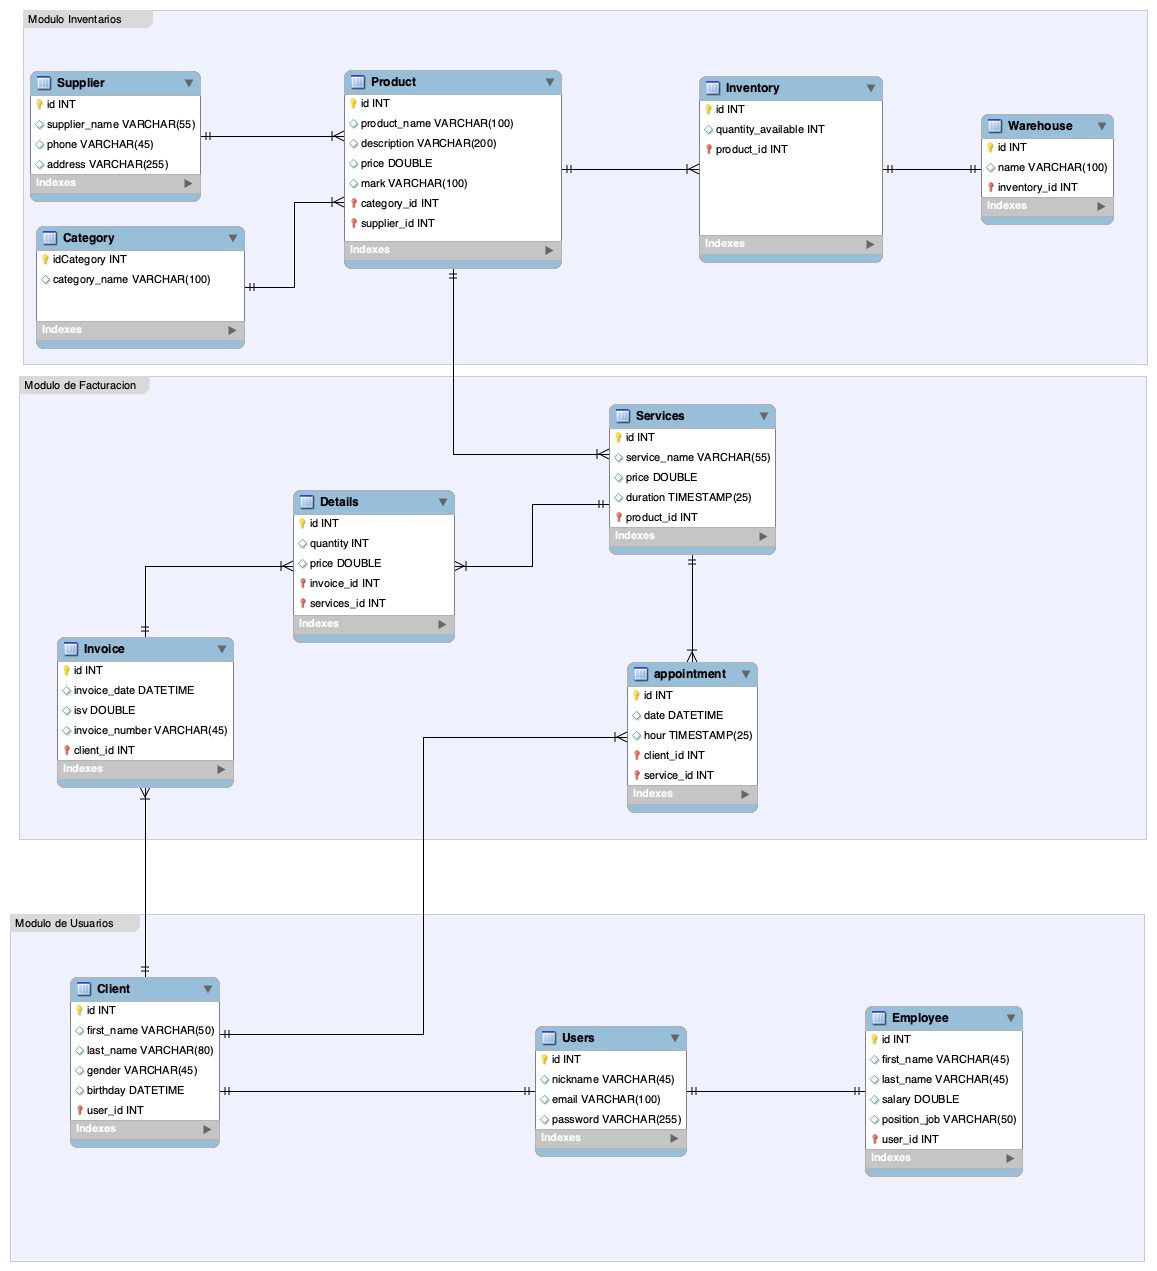 Modulo Inventarios
Supplier
id INT
supplier_name VARCHAR(55)
phone VARCHAR(45)
address VARCHAR(255)
Indexes
Product
id INT
product_name VARCHAR(100)
description VARCHAR(200)
price DOUBLE
mark VARCHAR(100)
category_id INT
supplier_id INT
Indexes
Inventory
id INT
quantity_available INT
product_id INT
Indexes
Warehouse
id INT
name VARCHAR(100)
inventory_id INT
Indexes
Category
idCategory INT
category_name VARCHAR(100)
Indexes
Modulo de Facturacion
Services
id INT
service_name VARCHAR(55)
price DOUBLE
duration TIMESTAMP(25)
product_id INT
Indexes
Details
id INT
quantity INT
price DOUBLE
invoice_id INT
services_id INT
Indexes
Invoice
id INT
invoice_date DATETIME
isv DOUBLE
invoice_number VARCHAR(45)
client_id INT
Indexes
appointment
id INT
date DATETIME
hour TIMESTAMP(25)
client_id INT
service_id INT
Indexes
Modulo de Usuarios
Client
id INT
first_name VARCHAR(50)
last_name VARCHAR(80)
gender VARCHAR(45)
birthday DATETIME
user_id INT
Indexes
Users
id INT
nickname VARCHAR(45)
email VARCHAR(100)
password VARCHAR(255)
Indexes
Employee
id INT
first_name VARCHAR(45)
last_name VARCHAR(45)
salary DOUBLE
position_job VARCHAR(50)
user_id INT
Indexes